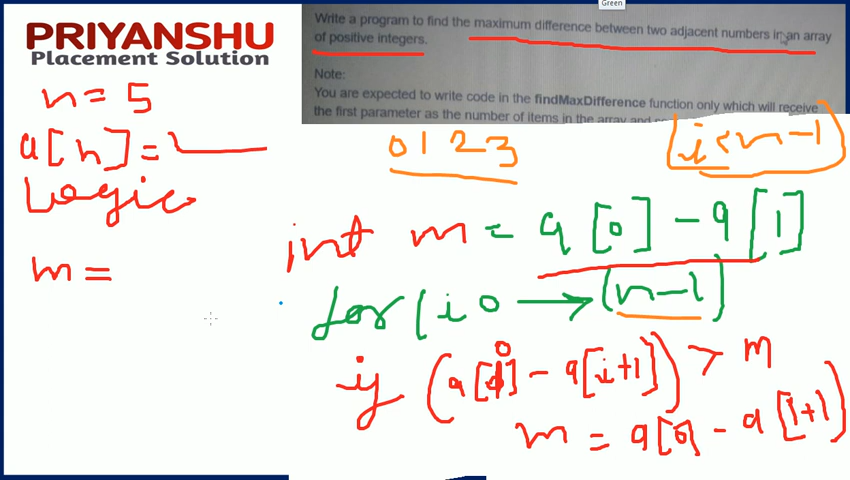 Green
PRIYANSHU
Placement Solution
Write a program to find the maximum difference between two adjacent numbers in an array
of positive integers.
Note:
You are expected to write code in the findMaxDifference function only which will receive
the first parameter as the number of items in the array and
n = 5
a[n] =
Logic
m =
0 1 2 3
i < n-1
int m = a[0] - a[1]
for(i 0 → (n-1)
if (a[i] - a[i+1]) > m
m = a[0] - a[i+1]